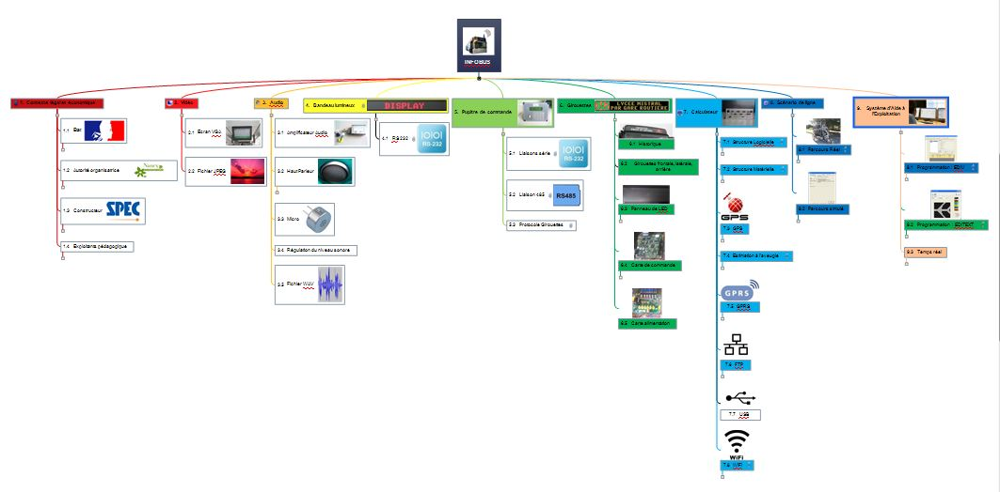 INFOBUS
1. Contexte légal et économique
2. Vidéo
3. Audio
4. Bandeau lumineux
DISPLAY
5. Pupitre de commande
6. Girouettes
LYCEE MISTRAL
PAR GARE ROUTIERE
7. Calculateur
8. Scénario de ligne
9. Système d'Aide à l'Exploitation
1.1 Etat
1.2 Autorité organisatrice
1.3 Constructeur
SPEC
1.4 Exploitants pédagogique
2.1 Ecran VGA
2.2 Fichier JPEG
3.1 Amplificateur audio
3.2 Haut Parleur
3.3 Micro
3.4 Régulation du niveau sonore
3.5 Fichier WAV
4.1 RS232
IOIOI
RS-232
5.1 Liaisons série
IOIOI
RS-232
5.2 Liaison 485
RS485
5.3 Protocole Girouettes
6.1 Historique
6.2 Girouettes frontale, latérale, arrière
6.3 Panneau de LED
6.4 Carte de commande
6.5 Carte alimentation
7.1 Structure Logicielle
7.2 Structure Matérielle
GPS
7.3 GPS
7.4 Estimation à l'aveugle
GPRS
7.5 GPRS
7.6 FTP
7.7 USB
WiFi
7.8 WIFI
8.1 Parcours Réel
8.2 Parcours simulé
9.1 Programmation : EDIV
9.2 Programmation : EDITEXT
9.3 Temps réel